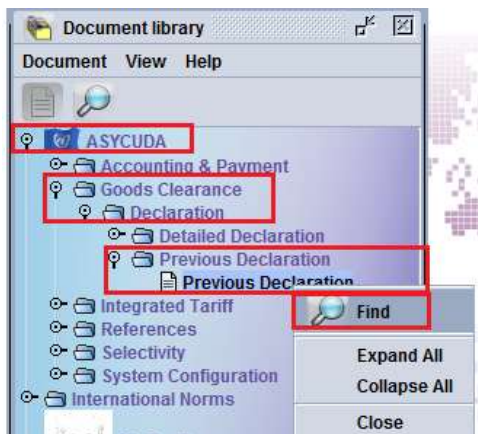 Document library
Document View Help
ASYCUDA
Accounting & Payment
Goods Clearance
Declaration
Detailed Declaration
Previous Declaration
Previous Declaration
Integrated Tariff
Find
References
Selectivity
Expand All
System Configuration
Collapse All
International Norms
Close